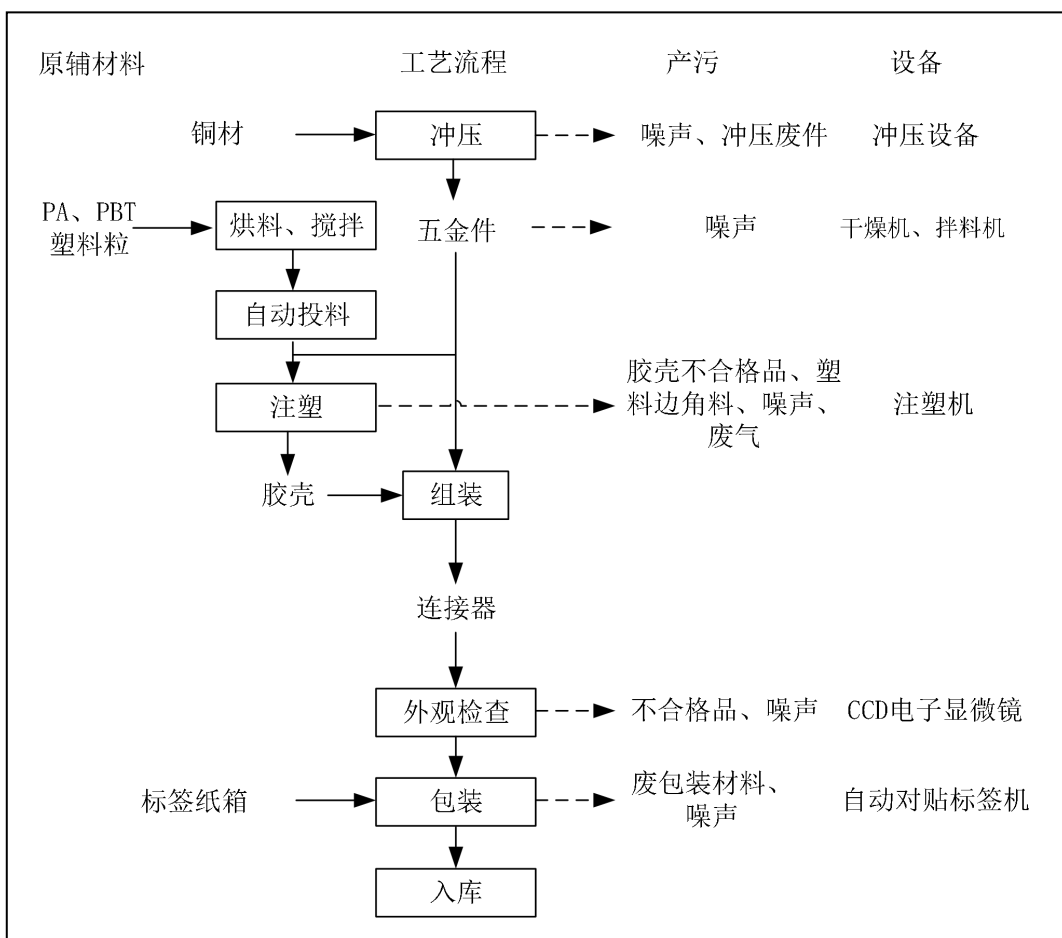 原辅材料 工艺流程 产污 设备
铜材 冲压 噪声、冲压废件 冲压设备
PA、PBT
塑料粒
烘料、搅拌 五金件 噪声 干燥机、拌料机
自动投料
胶壳不合格品、塑
料边角料、噪声、
废气
注塑 注塑机
胶壳 组装
连接器
外观检查 不合格品、噪声 CCD电子显微镜
标签纸箱 包装
废包装材料、
噪声
自动对贴标签机
入库